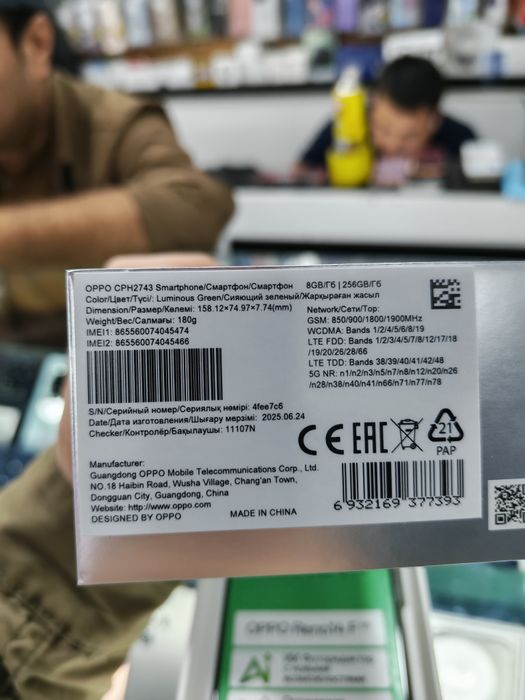 OPPO CPH2743 Smartphone/Смартфон/Смартфон 8GB/Гб | 256GB/Гб
Color/Цвет/Түсі/: Luminous Green/Сияющий зеленый/Жарқыраған жасыл
Dimension/Размер/Көлемі: 158.12×74.97×7.74(mm)
Weight/Вес/Салмағы: 180g
IMEI1: 865560074045474
IMEI2: 865560074045466
Network/Сеть/Тор:
GSM: 850/900/1800/1900MHz
WCDMA: Bands 1/2/4/5/6/8/19
LTE FDD: Bands 1/2/3/4/5/7/8/12/17/18
/19/20/26/28/66
LTE TDD: Bands 38/39/40/41/42/48
5G NR: n1/n2/n3/n5/n7/n8/n12/n20/n26
/n28/n38/n40/n41/n66/n71/n77/n78
S/N/Серийный номер/Сериялық нөмірі: 4fee7c6
Date/Дата изготовления/Шығару мерзімі: 2025.06.24
Checker/Контролёр/Бақылаушы: 11107N
CE EAC 21
PAP
Manufacturer:
Guangdong OPPO Mobile Telecommunications Corp., Ltd.
NO.18 Haibin Road, Wusha Village, Chang'an Town,
Dongguan City, Guangdong, China
Website: http://www.oppo.com
DESIGNED BY OPPO MADE IN CHINA
6 932169 377393
Ai